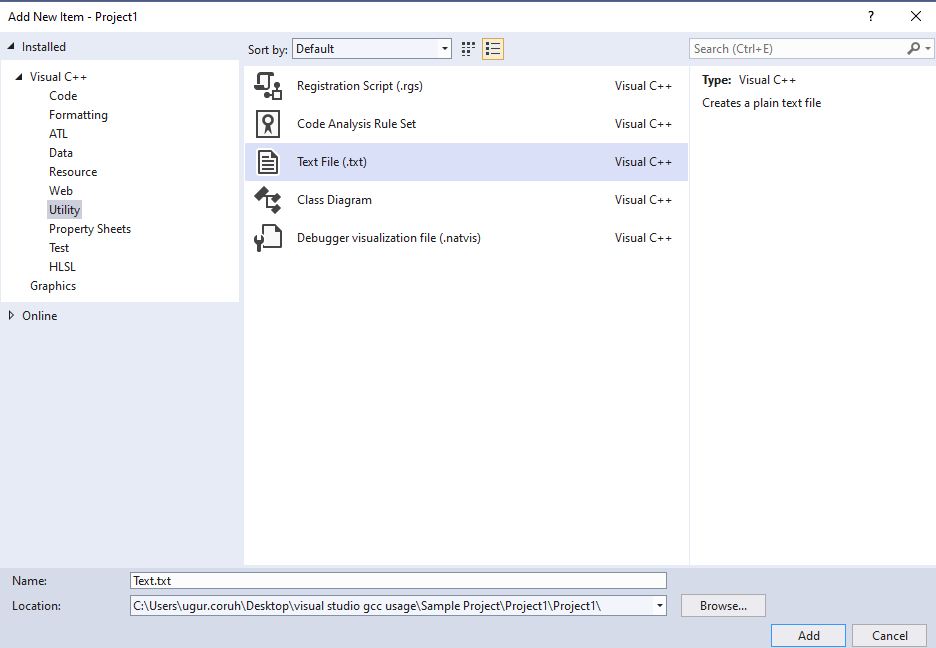 Add New Item - Project1
?
Installed
Sort by: Default
Search (Ctrl+E)
Visual C++
Code
Formatting
ATL
Data
Resource
Web
Utility
Property Sheets
Test
HLSL
Graphics
Online
Registration Script (.rgs) Visual C++
Code Analysis Rule Set Visual C++
Text File (.txt) Visual C++
Class Diagram Visual C++
Debugger visualization file (.natvis) Visual C++
Type: Visual C++
Creates a plain text file
Name: Text.txt
Location: C:\Users\ugur.coruh\Desktop\visual studio gcc usage\Sample Project\Project1\Project1\ Browse...
Add Cancel